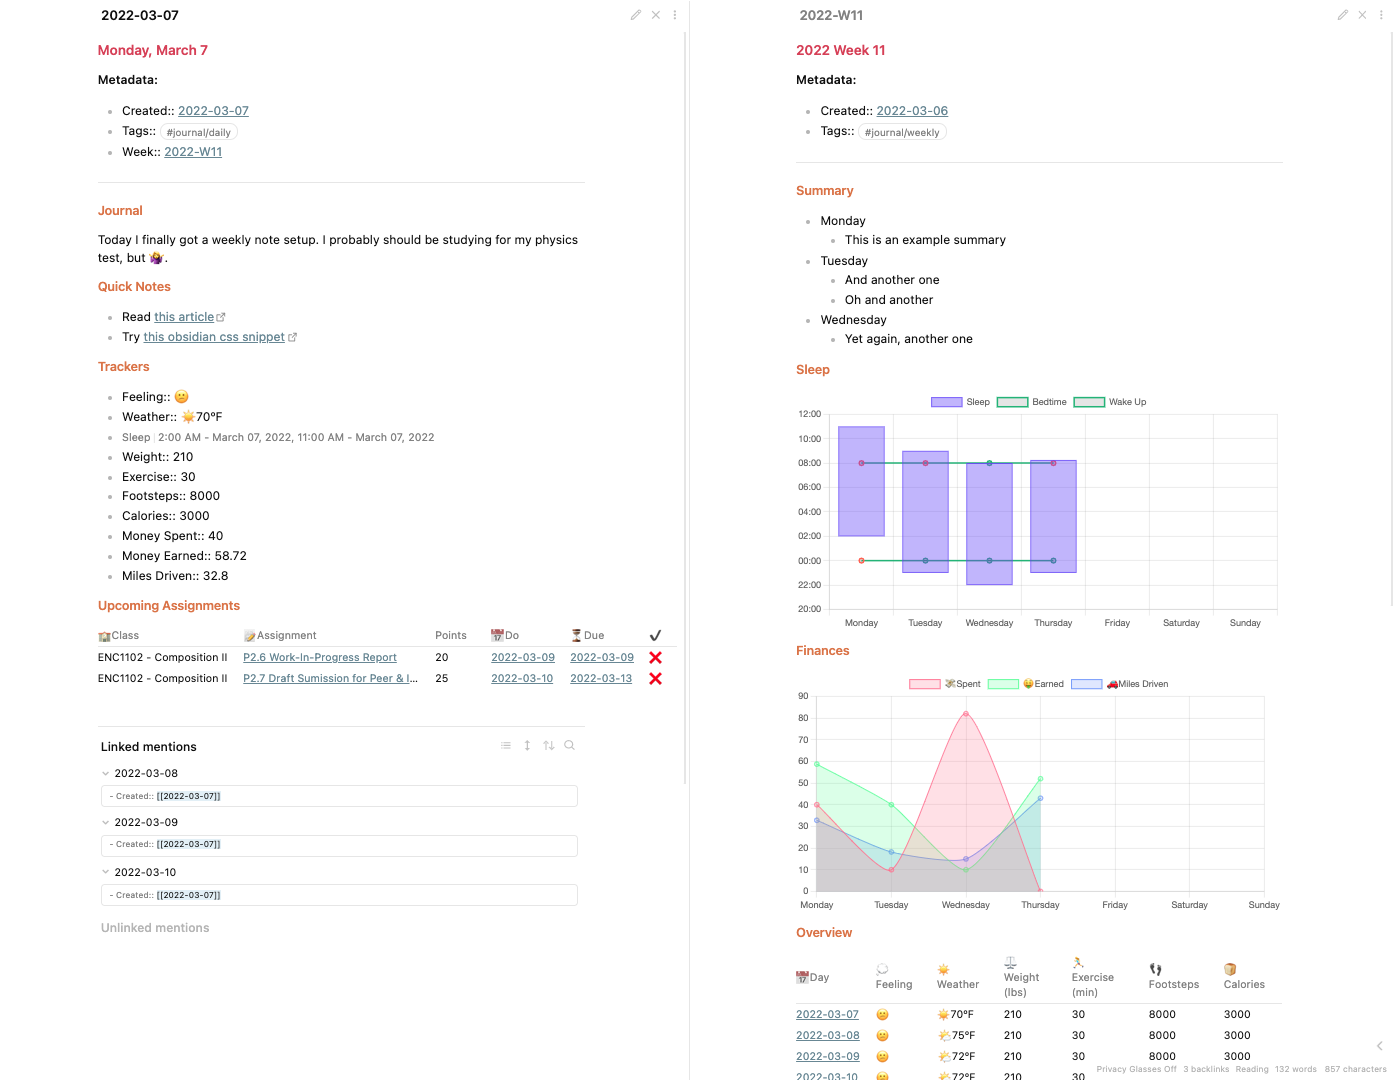 2022-03-07
Monday, March 7
Metadata:
Created:: 2022-03-07
Tags:: #journal/daily
Week:: 2022-W11
Journal
Today I finally got a weekly note setup. I probably should be studying for my physics
test, but 🤷‍♀️.
Quick Notes
Read this article
Try this obsidian css snippet
Trackers
Feeling:: 😕
Weather:: ☀️70°F
Sleep | 2:00 AM - March 07, 2022, 11:00 AM - March 07, 2022
Weight:: 210
Exercise:: 30
Footsteps:: 8000
Calories:: 3000
Money Spent:: 40
Money Earned:: 58.72
Miles Driven:: 32.8
Upcoming Assignments
🏫Class 📝Assignment Points 📅Do ⏳Due ✔
ENC1102 - Composition II P2.6 Work-In-Progress Report 20 2022-03-09 2022-03-09 ❌
ENC1102 - Composition II P2.7 Draft Sumission for Peer & I... 25 2022-03-10 2022-03-13 ❌
Linked mentions
2022-03-08
- Created:: [[2022-03-07]]
2022-03-09
- Created:: [[2022-03-07]]
2022-03-10
- Created:: [[2022-03-07]]
Unlinked mentions
2022-W11
2022 Week 11
Metadata:
Created:: 2022-03-06
Tags:: #journal/weekly
Summary
Monday
This is an example summary
Tuesday
And another one
Oh and another
Wednesday
Yet again, another one
Sleep
Sleep Bedtime Wake Up
12:00
10:00
08:00
06:00
04:00
02:00
00:00
22:00
20:00
Monday Tuesday Wednesday Thursday Friday Saturday Sunday
Finances
💸Spent 🤑Earned 🚗Miles Driven
90
80
70
60
50
40
30
20
10
0
Monday Tuesday Wednesday Thursday Friday Saturday Sunday
Overview
📅Day 💭 Feeling ☀️ Weather ⚖️ Weight (lbs) 🏃 Exercise (min) 👣 Footsteps 🍞 Calories
2022-03-07 😕 ☀️70°F 210 30 8000 3000
2022-03-08 😕 🌤️75°F 210 30 8000 3000
2022-03-09 😕 🌤️72°F 210 30 8000 3000
2022-03-10 😕 🌤️72°F 210 30
Privacy Glasses Off 3 backlinks Reading 132 words 857 characters